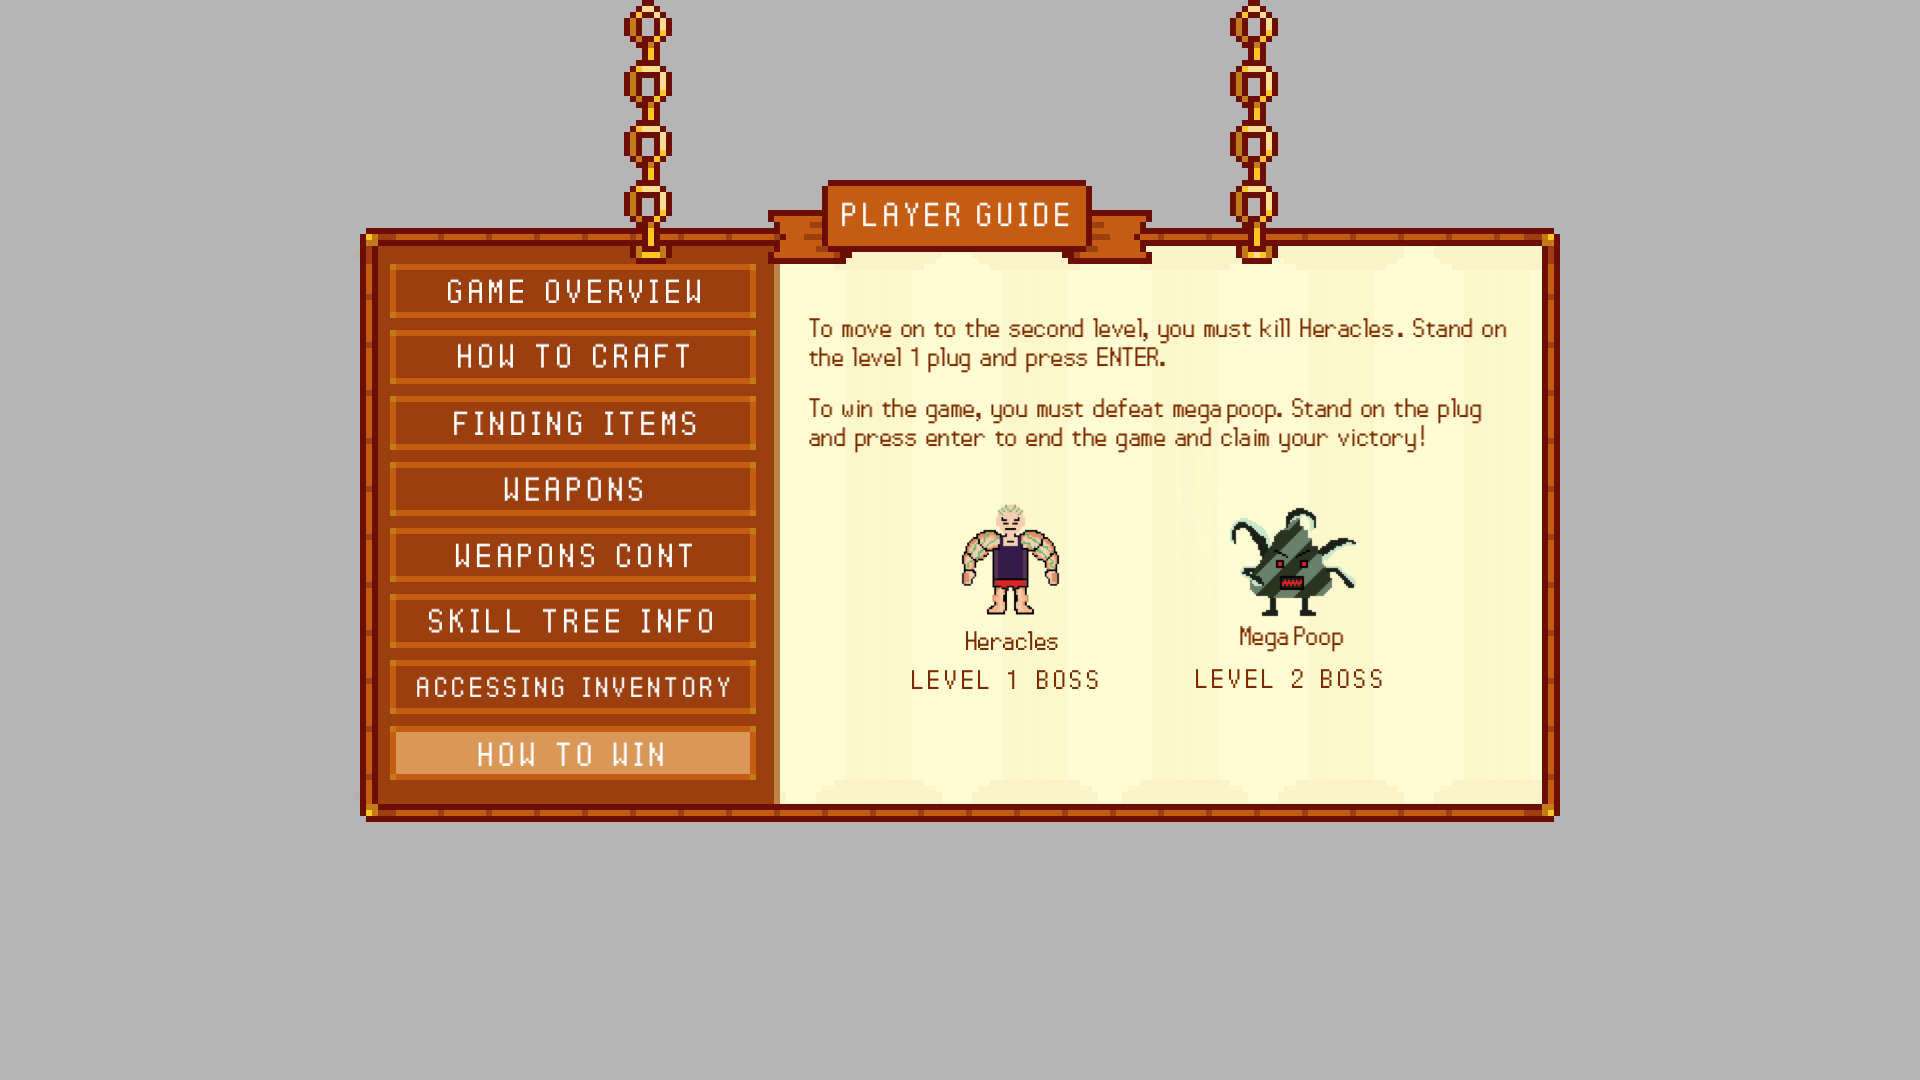 PLAYER GUIDE
GAME OVERVIEW
HOW TO CRAFT
FINDING ITEMS
WEAPONS
WEAPONS CONT
SKILL TREE INFO
ACCESSING INVENTORY
HOW TO WIN
To move on to the second level, you must kill Heracles. Stand on
the level 1 plug and press ENTER.
To win the game, you must defeat mega poop. Stand on the plug
and press enter to end the game and claim your victory!
Heracles
LEVEL 1 BOSS
Mega Poop
LEVEL 2 BOSS